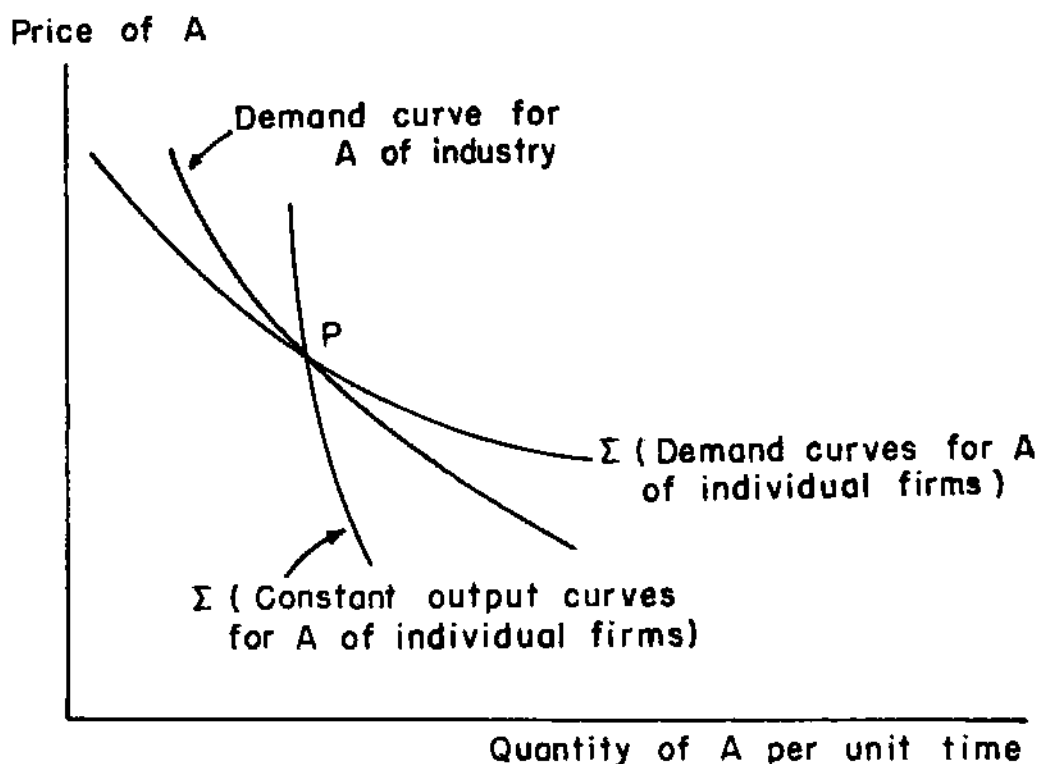 Price of A
Demand curve for
A of industry
P
Σ (Demand curves for A
of individual firms)
Σ (Constant output curves
for A of individual firms)
Quantity of A per unit time